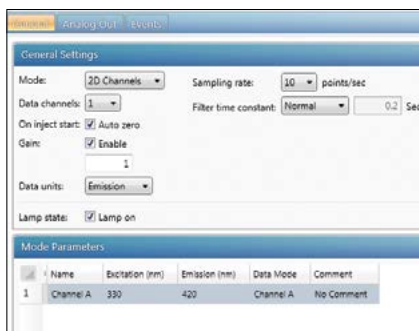 General Analog Out Events
General Settings
Mode: 2D Channels Sampling rate: 10 points/sec
Data channels: 1 Filter time constant: Normal 0.2 Sec
On inject start: Auto zero
Gain: Enable
1
Data units: Emission
Lamp state: Lamp on
Mode Parameters
Name Excitation (nm) Emission (nm) Data Mode Comment
1 Channel A 330 420 Channel A No Comment